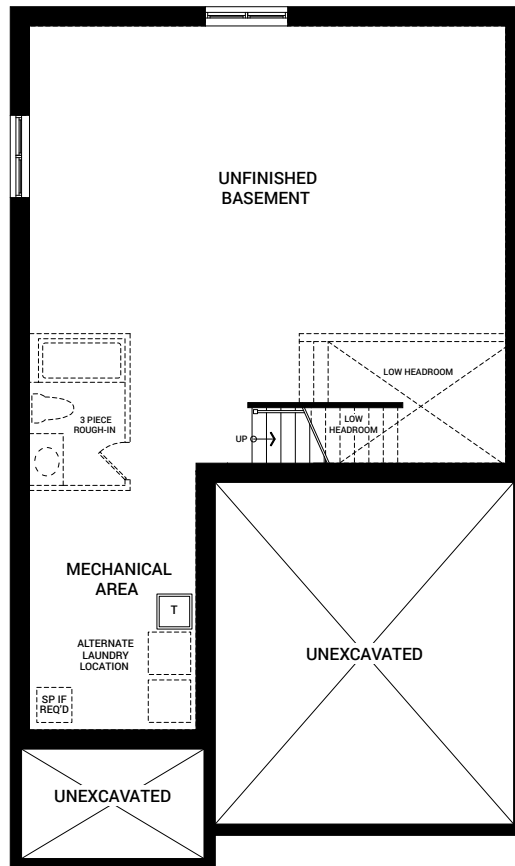 UNFINISHED
BASEMENT
LOW HEADROOM
3 PIECE
ROUGH-IN
LOW
HEADROOM
UP
MECHANICAL
AREA
T
ALTERNATE
LAUNDRY
LOCATION
UNEXCAVATED
SP IF
REQ'D
UNEXCAVATED